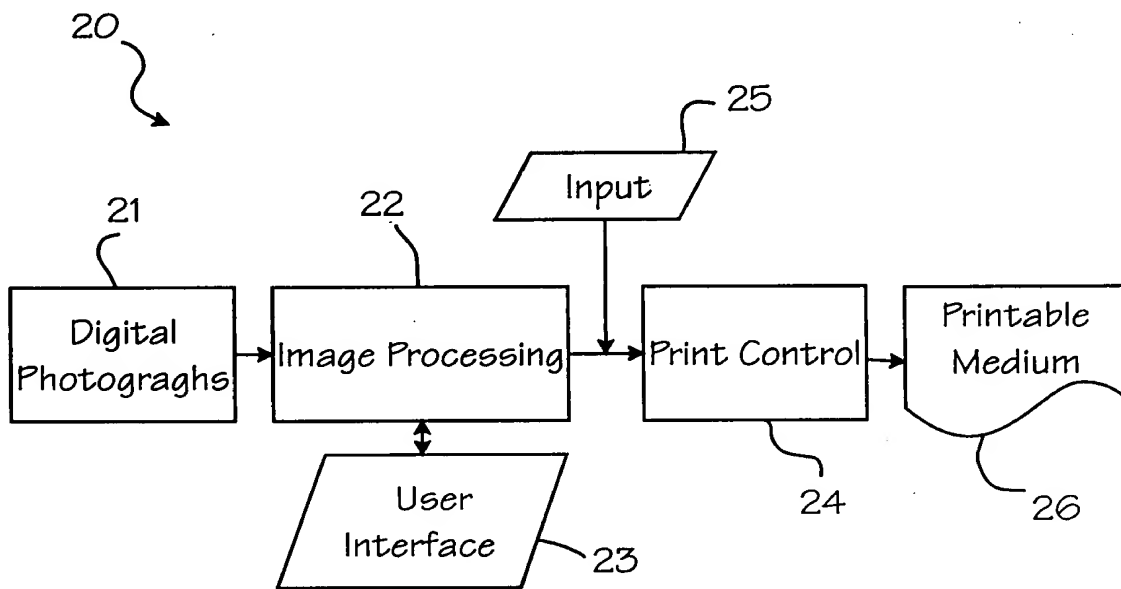 20
25
Input
21
22
Digital
Photograghs
Image Processing
Print Control
Printable
Medium
User
Interface
23
24
26